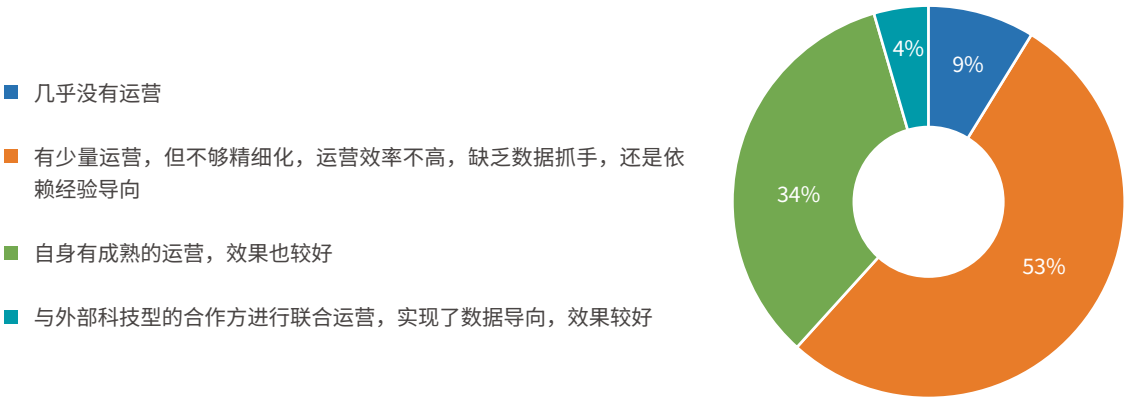 几乎没有运营
有少量运营，但不够精细化，运营效率不高，缺乏数据抓手，还是依
赖经验导向
自身有成熟的运营，效果也较好
与外部科技型的合作方进行联合运营，实现了数据导向，效果较好
4%
9%
34%
53%